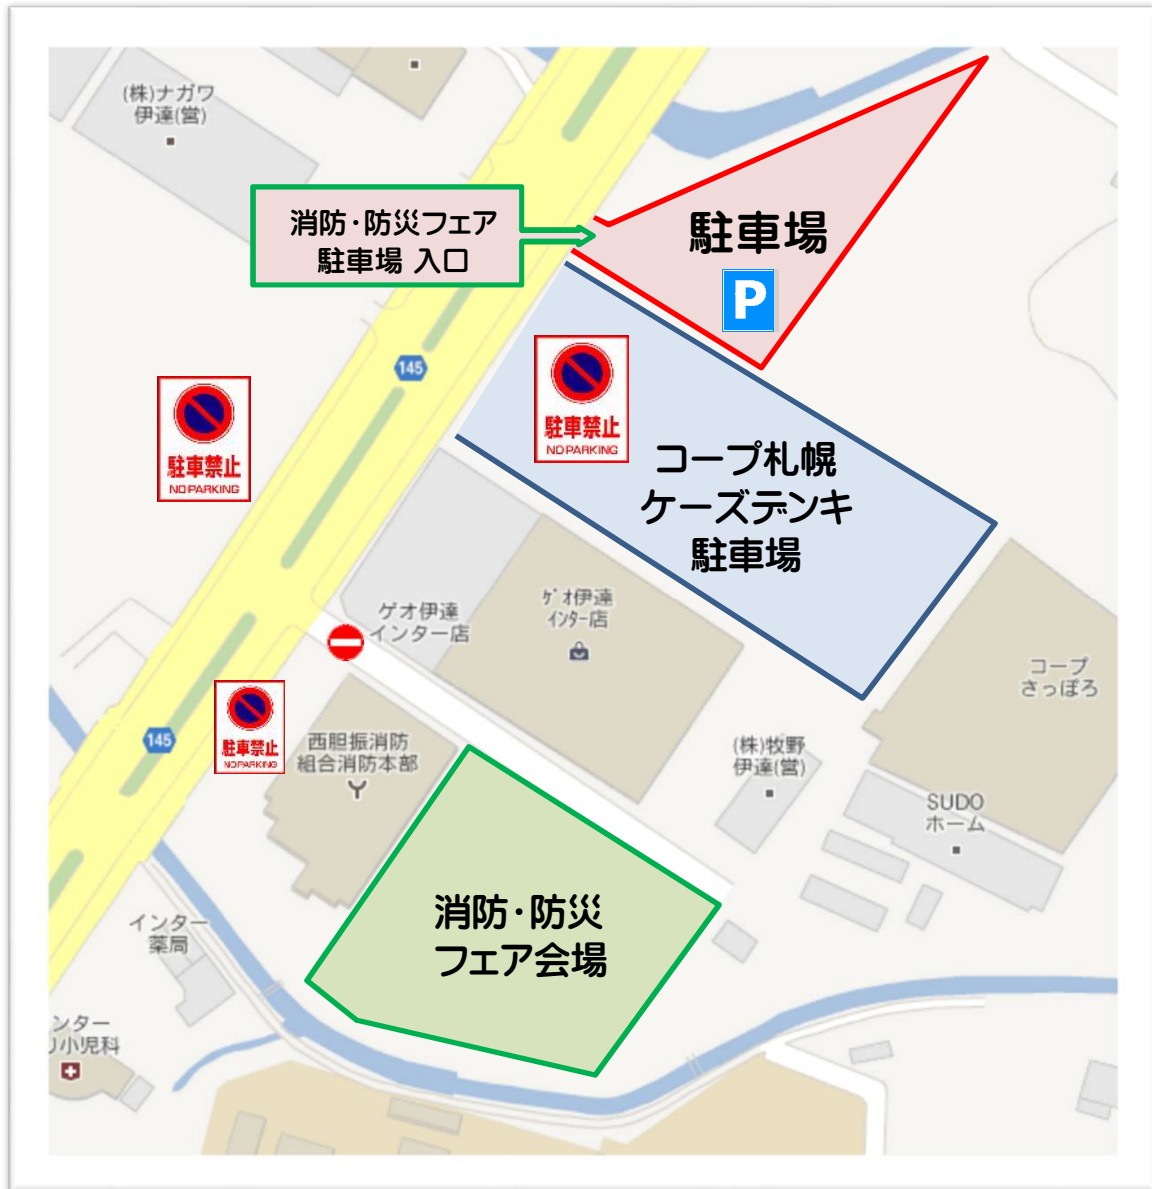 (株)ナガワ
伊達(営)
消防・防災フェア
駐車場 入口
駐車場
P
145
駐車禁止
NO PARKING
駐車禁止
NO PARKING
コープ札幌
ケーズデンキ
駐車場
ゲオ伊達
インター店
ゲオ伊達
インター店
コープ
さっぽろ
145
駐車禁止
NO PARKING
西胆振消防
組合消防本部
(株)牧野
伊達(営)
SUDO
ホーム
消防・防災
フェア会場
インター
薬局
ンター
小児科